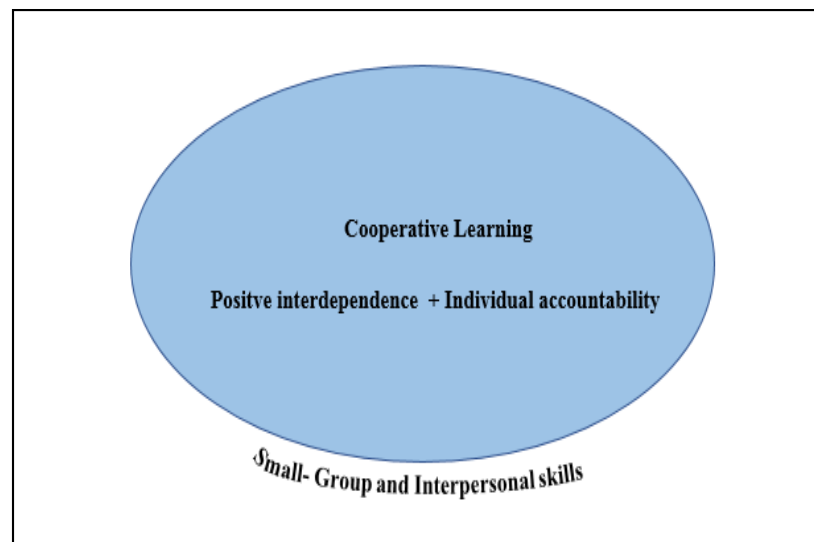 Cooperative Learning
Positve interdependence + Individual accountability
Small- Group and Interpersonal skills